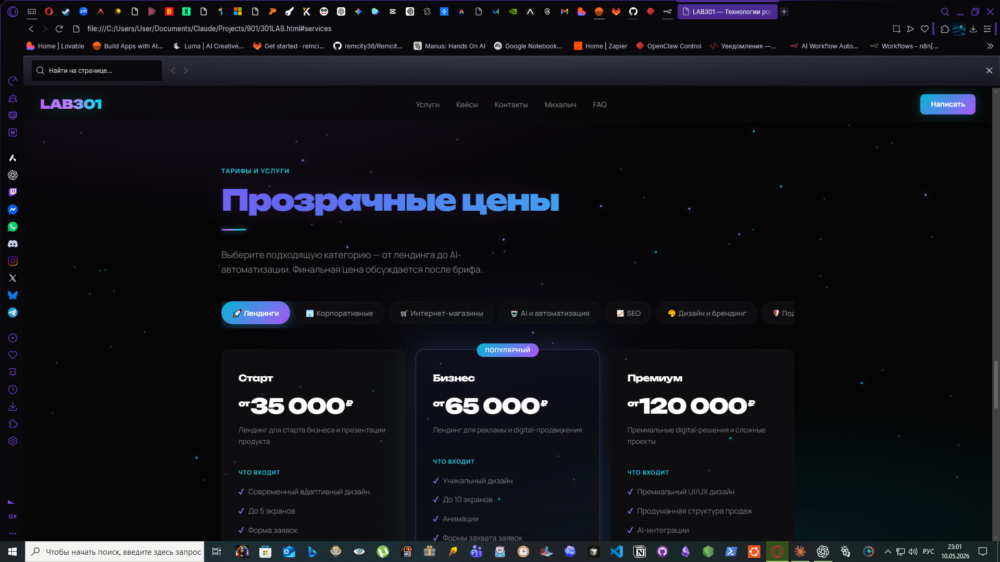 LAB301 — Технологии рос
file:///C:/Users/User/Documents/Claude/Projects/901/301LAB.html#services
Home | Lovable
Build Apps with AI...
Luma | AI Creative...
Get started · remci...
remcity36/Remcit...
Manus: Hands On AI
Google Notebook...
Home | Zapier
OpenClaw Control
Уведомления —...
AI Workflow Auto...
Workflows - n8n[...
Найти на странице...
LAB301
Услуги
Кейсы
Контакты
Михалыч
FAQ
Написать
ТАРИФЫ И УСЛУГИ
Прозрачные цены
Выберите подходящую категорию — от лендинга до AI-
автоматизации. Финальная цена обсуждается после брифа.
Лендинги
Корпоративные
Интернет-магазины
AI и автоматизация
SEO
Дизайн и брендинг
Под
Старт
от35 000₽
Лендинг для старта бизнеса и презентации
продукта
ЧТО ВХОДИТ
✓ Современный адаптивный дизайн
✓ До 5 экранов
✓ Форма заявок
ПОПУЛЯРНЫЙ
Бизнес
от65 000₽
Лендинг для рекламы и digital-продвижения
ЧТО ВХОДИТ
✓ Уникальный дизайн
✓ До 10 экранов
✓ Анимации
✓ Формы захвата заявок
Премиум
от120 000₽
Премиальные digital-решения и сложные
проекты
ЧТО ВХОДИТ
✓ Премиальный UI/UX дизайн
✓ Продуманная структура продаж
✓ AI-интеграции
GX
Чтобы начать поиск, введите здесь запрос
РУС
23:01
10.05.2026